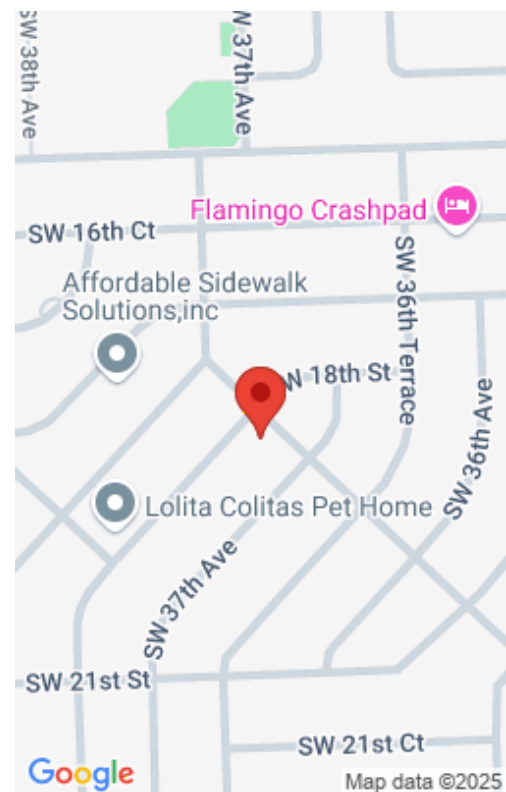 SW 38th Ave
SW 37th Ave
Flamingo Crashpad
SW 16th Ct
SW 36th Terrace
Affordable Sidewalk
Solutions,inc
W 18th St
SW 36th Ave
Lolita Colitas Pet Home
SW 37th Ave
SW 21st St
SW 21st Ct
Google
Map data ©2025